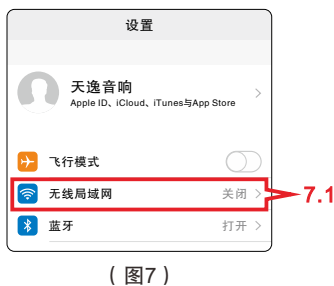 设置
天逸音响
Apple ID、iCloud、iTunes与App Store
飞行模式
无线局域网 关闭
7.1
蓝牙 打开
(图7)